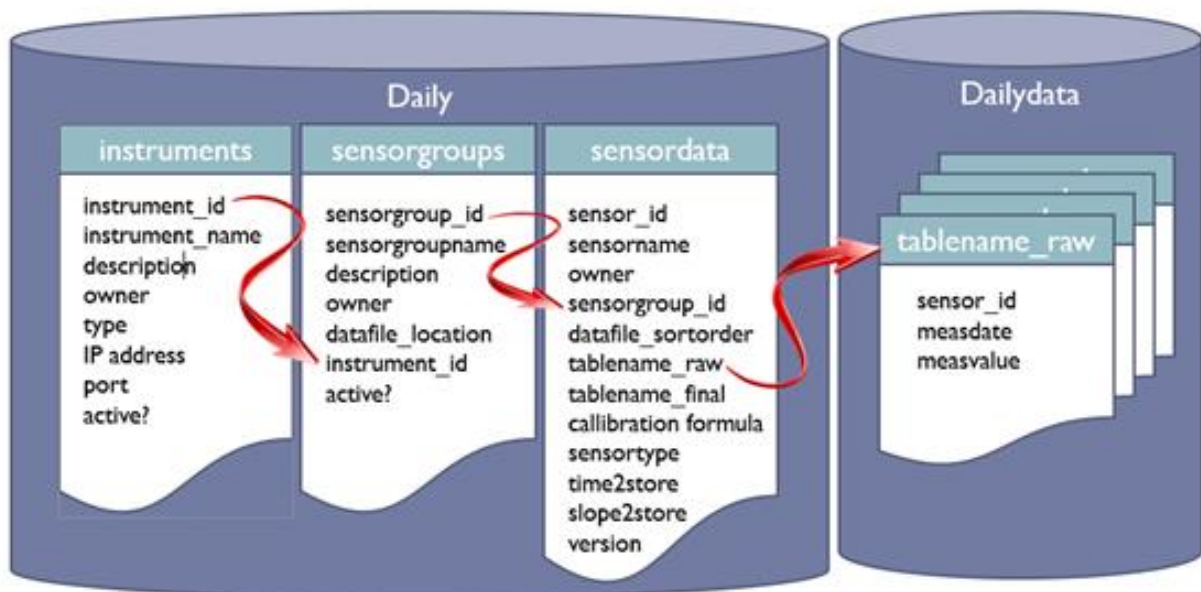 Daily
instruments
instrument_id
instrument_name
description
owner
type
IP address
port
active?
sensorgroups
sensorgroup_id
sensorgroupname
description
owner
datafile_location
instrument_id
active?
sensordata
sensor_id
sensorname
owner
sensorgroup_id
datafile_sortorder
tablename_raw
tablename_final
callibration formula
sensortype
time2store
slope2store
version
Dailydata
tablename_raw
sensor_id
measdate
measvalue